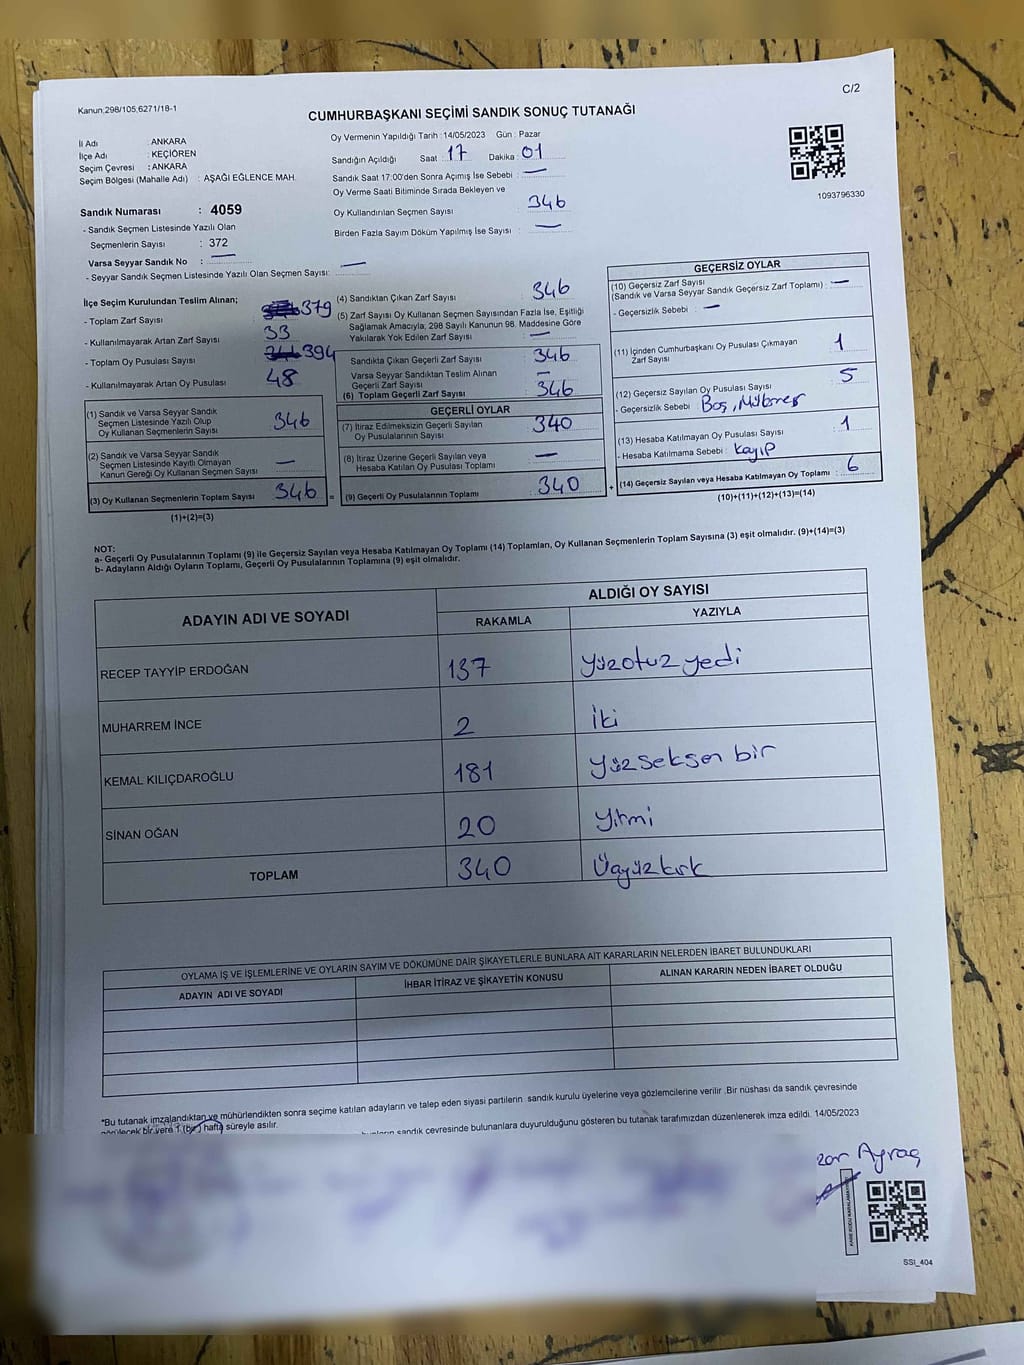 Kanun;298/105,6271/18-1
C/2
CUMHURBAŞKANI SEÇİMİ SANDIK SONUÇ TUTANAĞI
İl Adı : ANKARA
İlçe Adı : KEÇİÖREN
Seçim Çevresi : ANKARA
Seçim Bölgesi (Mahalle Adı) : AŞAĞI EĞLENCE MAH.
Oy Vermenin Yapıldığı Tarih : 14/05/2023 Gün : Pazar
Sandığın Açıldığı Saat : 17 Dakika : 01
Sandık Saat 17:00'den Sonra Açımış İse Sebebi : —
Oy Verme Saati Bitiminde Sırada Bekleyen ve
Oy Kullandırılan Seçmen Sayısı : 346
Birden Fazla Sayım Döküm Yapılmış İse Sayısı : —
1093796330
Sandık Numarası : 4059
- Sandık Seçmen Listesinde Yazılı Olan
Seçmenlerin Sayısı : 372
Varsa Seyyar Sandık No : —
- Seyyar Sandık Seçmen Listesinde Yazılı Olan Seçmen Sayısı: —
İlçe Seçim Kurulundan Teslim Alınan;
- Toplam Zarf Sayısı 379
- Kullanılmayarak Artan Zarf Sayısı 33
- Toplam Oy Pusulası Sayısı 394
- Kullanılmayarak Artan Oy Pusulası 48
(1) Sandık ve Varsa Seyyar Sandık
Seçmen Listesinde Yazılı Olup
Oy Kullanan Seçmenlerin Sayısı 346
(2) Sandık ve Varsa Seyyar Sandık
Seçmen Listesinde Kayıtlı Olmayan
Kanun Gereği Oy Kullanan Seçmen Sayısı —
(3) Oy Kullanan Seçmenlerin Toplam Sayısı 346 =
(1)+(2)=(3)
(4) Sandıktan Çıkan Zarf Sayısı 346
(5) Zarf Sayısı Oy Kullanan Seçmen Sayısından Fazla İse, Eşitliği
Sağlamak Amacıyla, 298 Sayılı Kanunun 98. Maddesine Göre
Yakılarak Yok Edilen Zarf Sayısı —
Sandıkta Çıkan Geçerli Zarf Sayısı 346
Varsa Seyyar Sandıktan Teslim Alınan
Geçerli Zarf Sayısı —
(6) Toplam Geçerli Zarf Sayısı 346
GEÇERLİ OYLAR
(7) İtiraz Edilmeksizin Geçerli Sayılan
Oy Pusulalarının Sayısı 340
(8) İtiraz Üzerine Geçerli Sayılan veya
Hesaba Katılan Oy Pusulası Toplamı —
(9) Geçerli Oy Pusulalarının Toplamı 340 +
GEÇERSİZ OYLAR
(10) Geçersiz Zarf Sayısı
(Sandık ve Varsa Seyyar Sandık Geçersiz Zarf Toplamı) : —
- Geçersizlik Sebebi : —
(11) İçinden Cumhurbaşkanı Oy Pusulası Çıkmayan
Zarf Sayısı 1
(12) Geçersiz Sayılan Oy Pusulası Sayısı 5
- Geçersizlik Sebebi : Boş,
(13) Hesaba Katılmayan Oy Pusulası Sayısı 1
- Hesaba Katılmama Sebebi : Kayıp
(14) Geçersiz Sayılan veya Hesaba Katılmayan Oy Toplamı : 6
(10)+(11)+(12)+(13)=(14)
NOT:
a- Geçerli Oy Pusulalarının Toplamı (9) ile Geçersiz Sayılan veya Hesaba Katılmayan Oy Toplamı (14) Toplamları, Oy Kullanan Seçmenlerin Toplam Sayısına (3) eşit olmalıdır. (9)+(14)=(3)
b- Adayların Aldığı Oyların Toplamı, Geçerli Oy Pusulalarının Toplamına (9) eşit olmalıdır.
ADAYIN ADI VE SOYADI
ALDIĞI OY SAYISI
RAKAMLA YAZIYLA
RECEP TAYYİP ERDOĞAN 137 Yüzotuz yedi
MUHARREM İNCE 2 İki
KEMAL KILIÇDAROĞLU 181 Yüzseksen bir
SİNAN OĞAN 20 Yirmi
TOPLAM 340 Üçyüzkırk
OYLAMA İŞ VE İŞLEMLERİNE VE OYLARIN SAYIM VE DÖKÜMÜNE DAİR ŞİKAYETLERLE BUNLARA AİT KARARLARIN NELERDEN İBARET BULUNDUKLARI
ADAYIN ADI VE SOYADI İHBAR İTİRAZ VE ŞİKAYETİN KONUSU ALINAN KARARIN NEDEN İBARET OLDUĞU
*Bu tutanak imzalandıktan ve mühürlendikten sonra seçime katılan adayların ve talep eden siyasi partilerin sandık kurulu üyelerine veya gözlemcilerine verilir .Bir nüshası da sandık çevresinde
görülecek bir yere 1 (bir) hafta süreyle asılır.
sandık çevresinde bulunanlara duyurulduğunu gösteren bu tutanak tarafımızdan düzenlenerek imza edildi. 14/05/2023
Ayraç
SSI_404